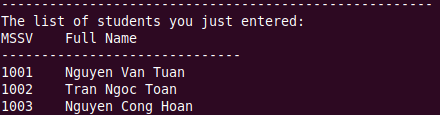 ------------------------------------------------------
The list of students you just entered:
MSSV    Full Name
------------------------------
1001    Nguyen Van Tuan
1002    Tran Ngoc Toan
1003    Nguyen Cong Hoan